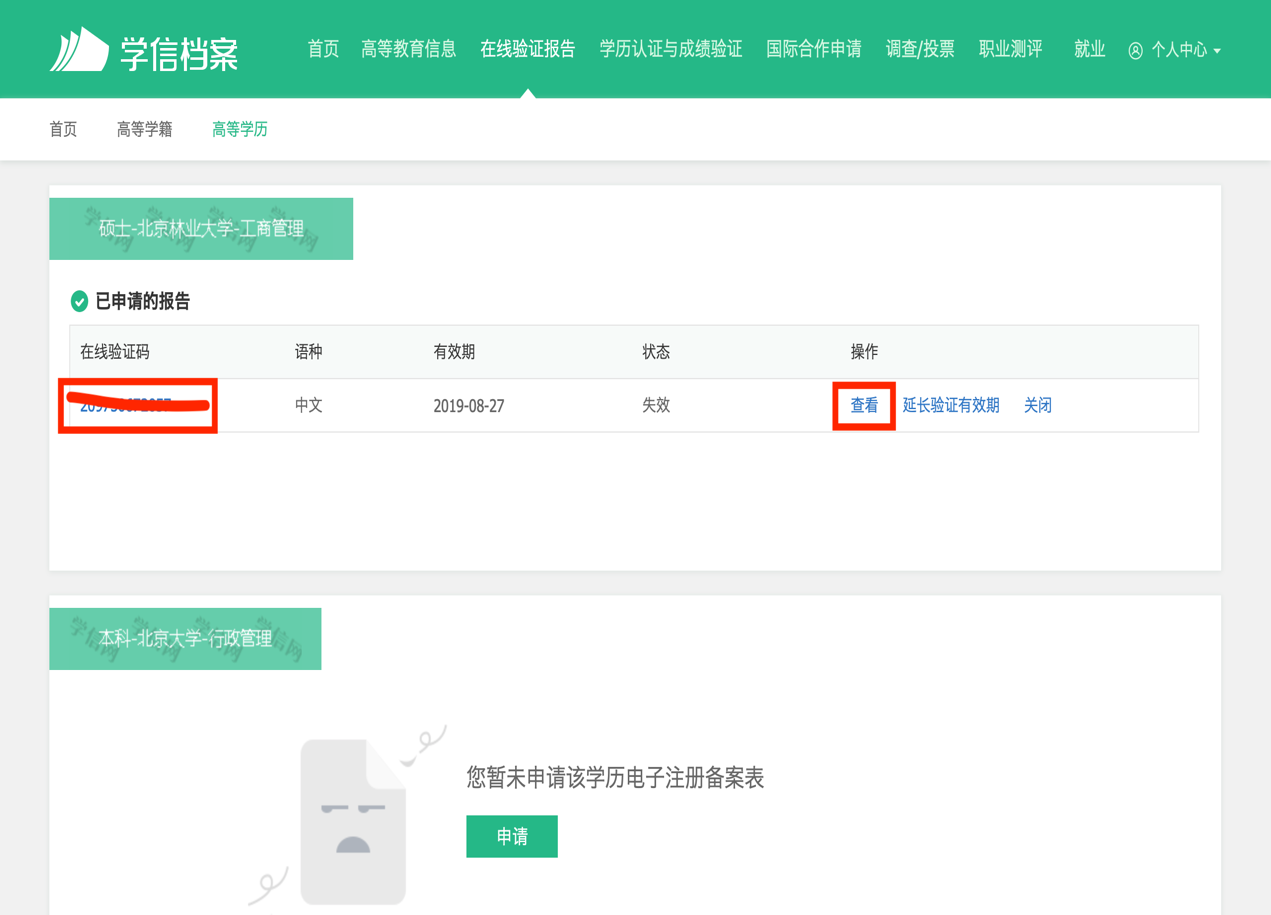 学信档案
首页 高等教育信息 在线验证报告 学历认证与成绩验证 国际合作申请 调查/投票 职业测评 就业 个人中心
首页 高等学籍 高等学历
硕士-北京林业大学-工商管理
已申请的报告
在线验证码 语种 有效期 状态 操作
中文 2019-08-27 失效 查看 延长验证有效期 关闭
本科-北京大学-行政管理
您暂未申请该学历电子注册备案表
申请